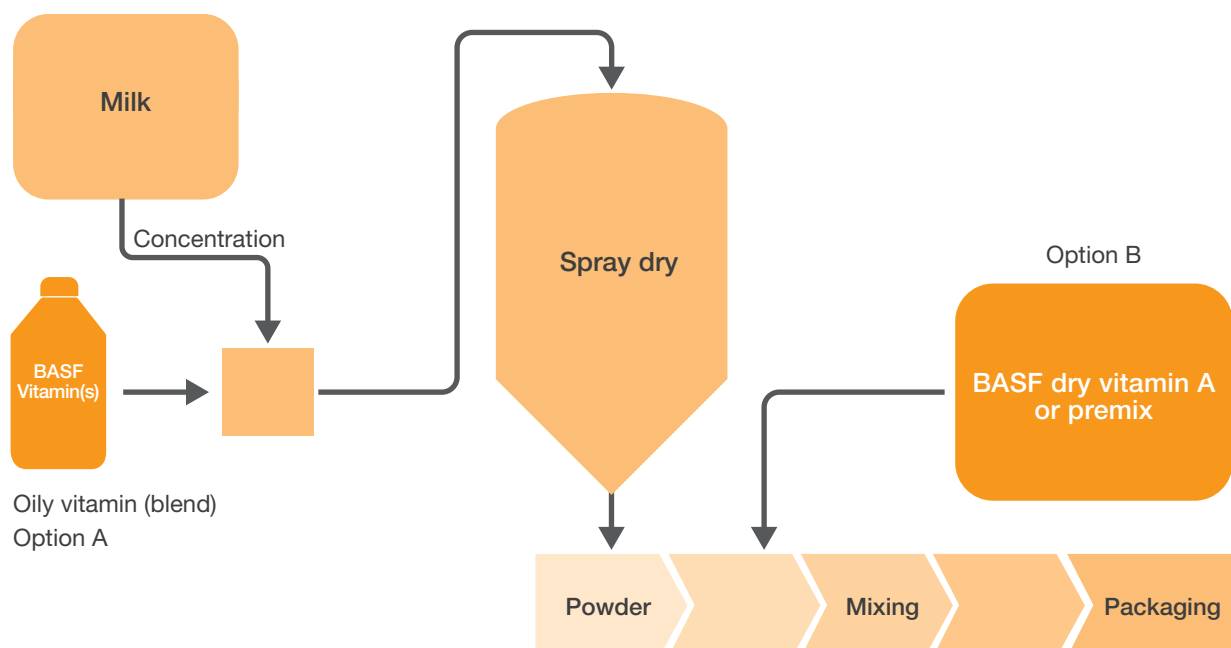 Milk
Concentration
BASF
Vitamin(s)
Oily vitamin (blend)
Option A
Spray dry
Option B
BASF dry vitamin A
or premix
Powder
Mixing
Packaging